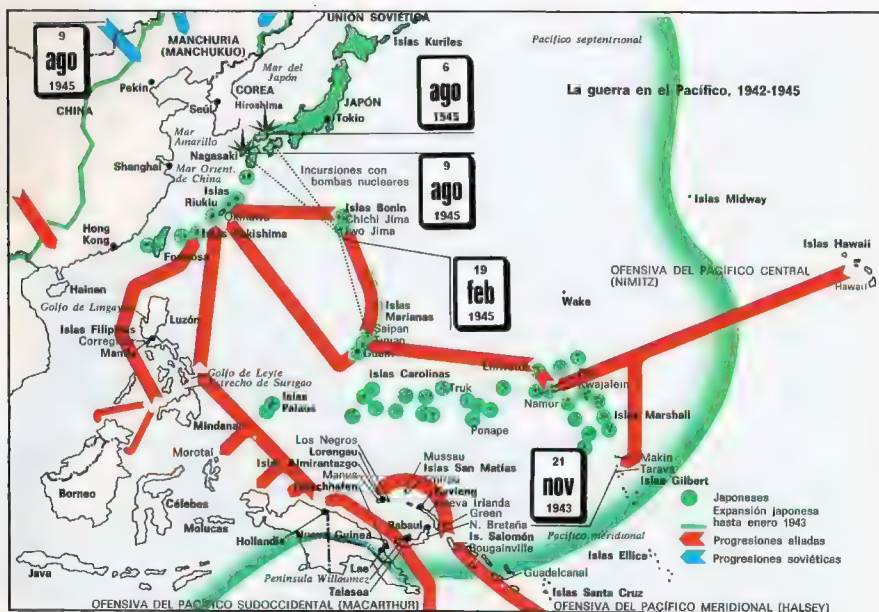 UNIÓN SOVIÉTICA
MANCHURIA
(MANCHUKUO)
Islas Kuriles
Pacífico septentrional
9
ago
1945
Mar del
Japón
6
ago
1945
La guerra en el Pacífico, 1942-1945
CHINA
Pekín
COREA
Seúl
Hiroshima
JAPÓN
Tokio
Mar
Amarillo
Nagasaki
Shanghai
Mar Orient.
de China
Incursiones con
bombas nucleares
9
ago
1945
Islas
Riukiu
Okinawa
Islas Bonin
Chichi Jima
Iwo Jima
Islas Midway
Hong
Kong
Formosa
Hainen
19
feb
1945
OFENSIVA DEL PACÍFICO CENTRAL
(NIMITZ)
Islas Hawaii
Hawaii
Wake
Golfo de Lingayen
Luzón
Islas Marianas
Saipan
Tinian
Guam
Islas Filipinas
Corregidor
Manila
Golfo de Leyte
Estrecho de Surigao
Islas
Palaus
Islas Carolinas
Truk
Ponape
Eniwetok
Kwajalein
Namur
Islas Marshall
Mindanao
Morotai
Los Negros
Lorengau
Manus
Islas Almirantazgo
Finschhafen
Mussau
Islas San Matías
Emirau
Kavieng
Nueva Irlanda
Green
N. Bretaña
Rabaul
Is. Salomón
Bougainville
21
nov
1943
Makin
Tarava
Islas Gilbert
Borneo
Célebes
Molucas
Hollandia
Nueva Guinea
Java
Lae
Península Willaumez
Talasea
Guadalcanal
Pacífico meridional
Islas Ellice
Islas Santa Cruz
Japoneses
Expansión japonesa
hasta enero 1943
Progresiones aliadas
Progresiones soviéticas
OFENSIVA DEL PACÍFICO SUDOCCIDENTAL (MACARTHUR)
OFENSIVA DEL PACÍFICO MERIDIONAL (HALSEY)